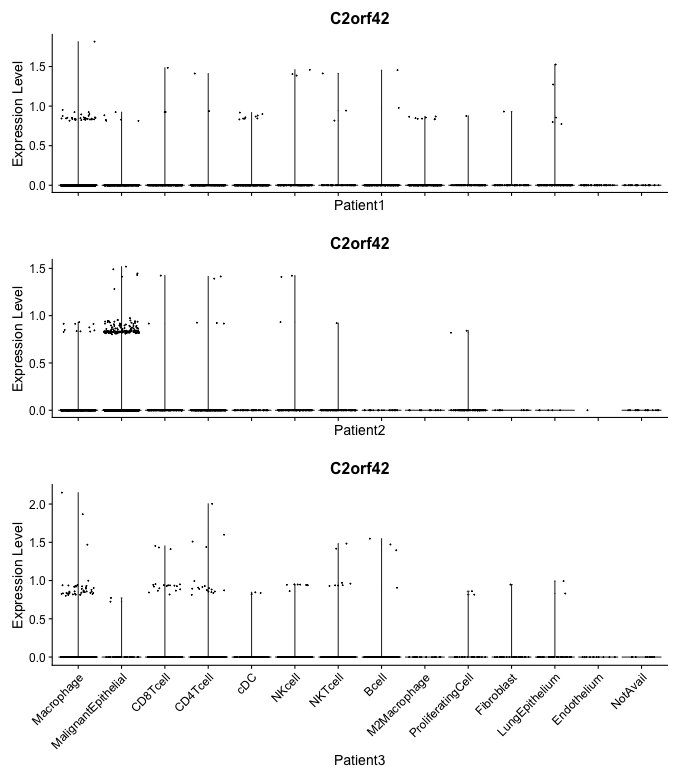 C2orf42
Expression Level
1.5
1.0
0.5
0.0
Patient1
C2orf42
Expression Level
1.5
1.0
0.5
0.0
Patient2
C2orf42
Expression Level
2.0
1.5
1.0
0.5
0.0
Macrophage
MalignantEpithelial
CD8Tcell
CD4Tcell
cDC
NKcell
NKTcell
Bcell
M2Macrophage
ProliferatingCell
Fibroblast
LungEpithelium
Endothelium
NotAvail
Patient3